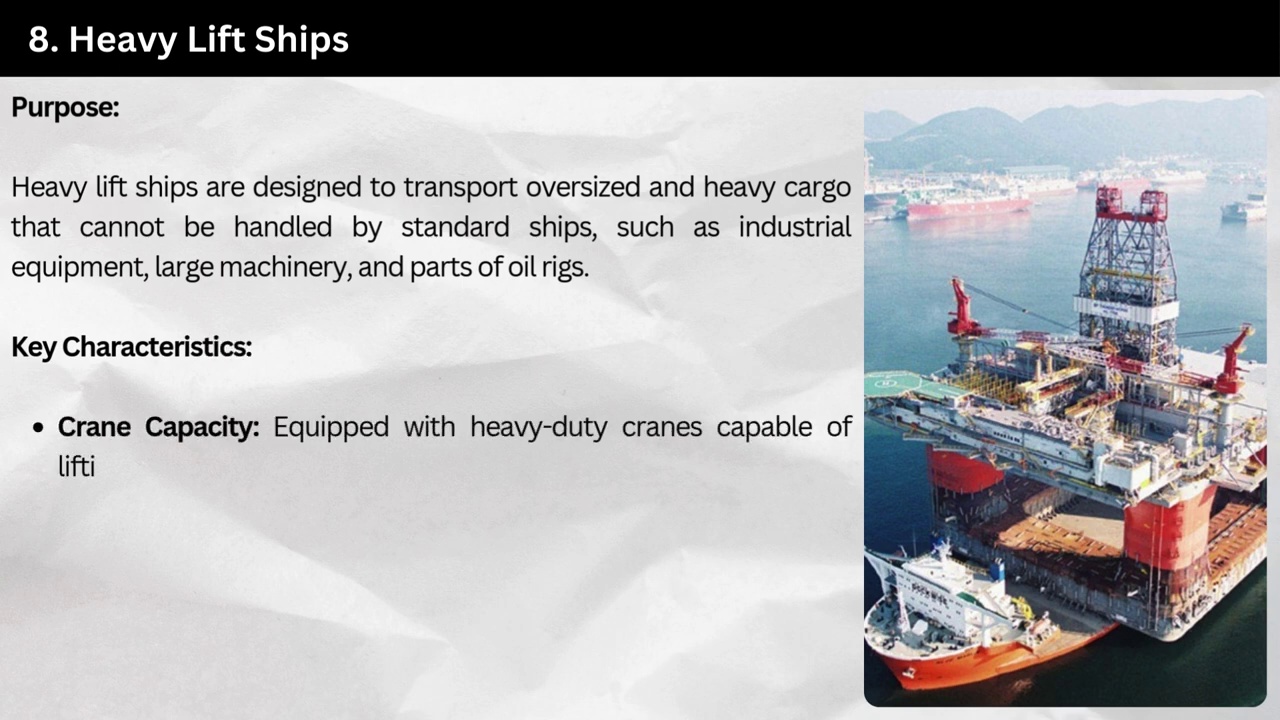 8. Heavy Lift Ships
Purpose:
Heavy lift ships are designed to transport oversized and heavy cargo
that cannot be handled by standard ships, such as industrial
equipment, large machinery, and parts of oil rigs.
Key Characteristics:
• Crane Capacity: Equipped with heavy-duty cranes capable of
lifti